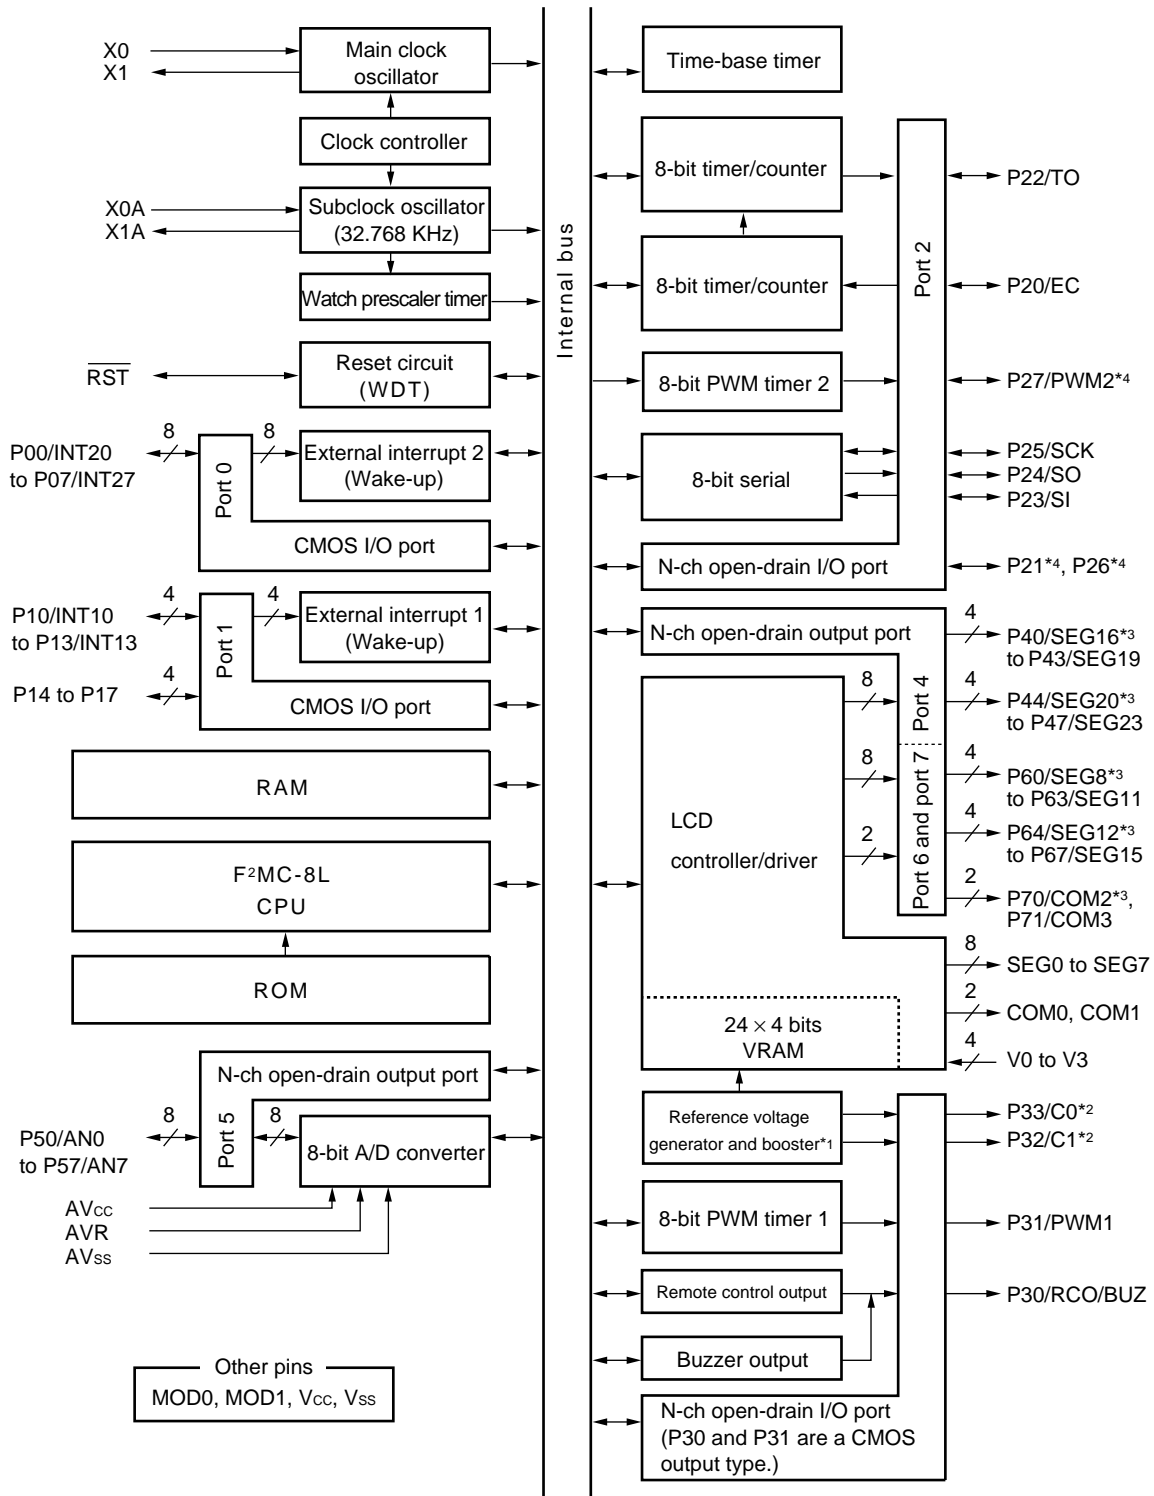 X0
X1
Main clock
oscillator
Clock controller
X0A
X1A
Subclock oscillator
(32.768 KHz)
Watch prescaler timer
RST
Reset circuit
(WDT)
P00/INT20
to P07/INT27
8
8
Port 0
External interrupt 2
(Wake-up)
CMOS I/O port
P10/INT10
to P13/INT13
4
4
Port 1
External interrupt 1
(Wake-up)
P14 to P17
4
CMOS I/O port
RAM
F²MC-8L
CPU
ROM
N-ch open-drain output port
P50/AN0
to P57/AN7
8
8
Port 5
8-bit A/D converter
AVCC
AVR
AVSS
Other pins
MOD0, MOD1, VCC, VSS
Internal bus
Time-base timer
8-bit timer/counter
P22/TO
8-bit timer/counter
Port 2
P20/EC
8-bit PWM timer 2
P27/PWM2*4
8-bit serial
P25/SCK
P24/SO
P23/SI
N-ch open-drain I/O port
P21*4, P26*4
N-ch open-drain output port
4
P40/SEG16*3
to P43/SEG19
8
Port 4
4
P44/SEG20*3
to P47/SEG23
LCD
controller/driver
8
Port 6 and port 7
4
P60/SEG8*3
to P63/SEG11
4
P64/SEG12*3
to P67/SEG15
2
2
P70/COM2*3,
P71/COM3
8
SEG0 to SEG7
2
COM0, COM1
24 × 4 bits
VRAM
4
V0 to V3
Reference voltage
generator and booster*1
P33/C0*2
P32/C1*2
8-bit PWM timer 1
P31/PWM1
Remote control output
P30/RCO/BUZ
Buzzer output
N-ch open-drain I/O port
(P30 and P31 are a CMOS
output type.)